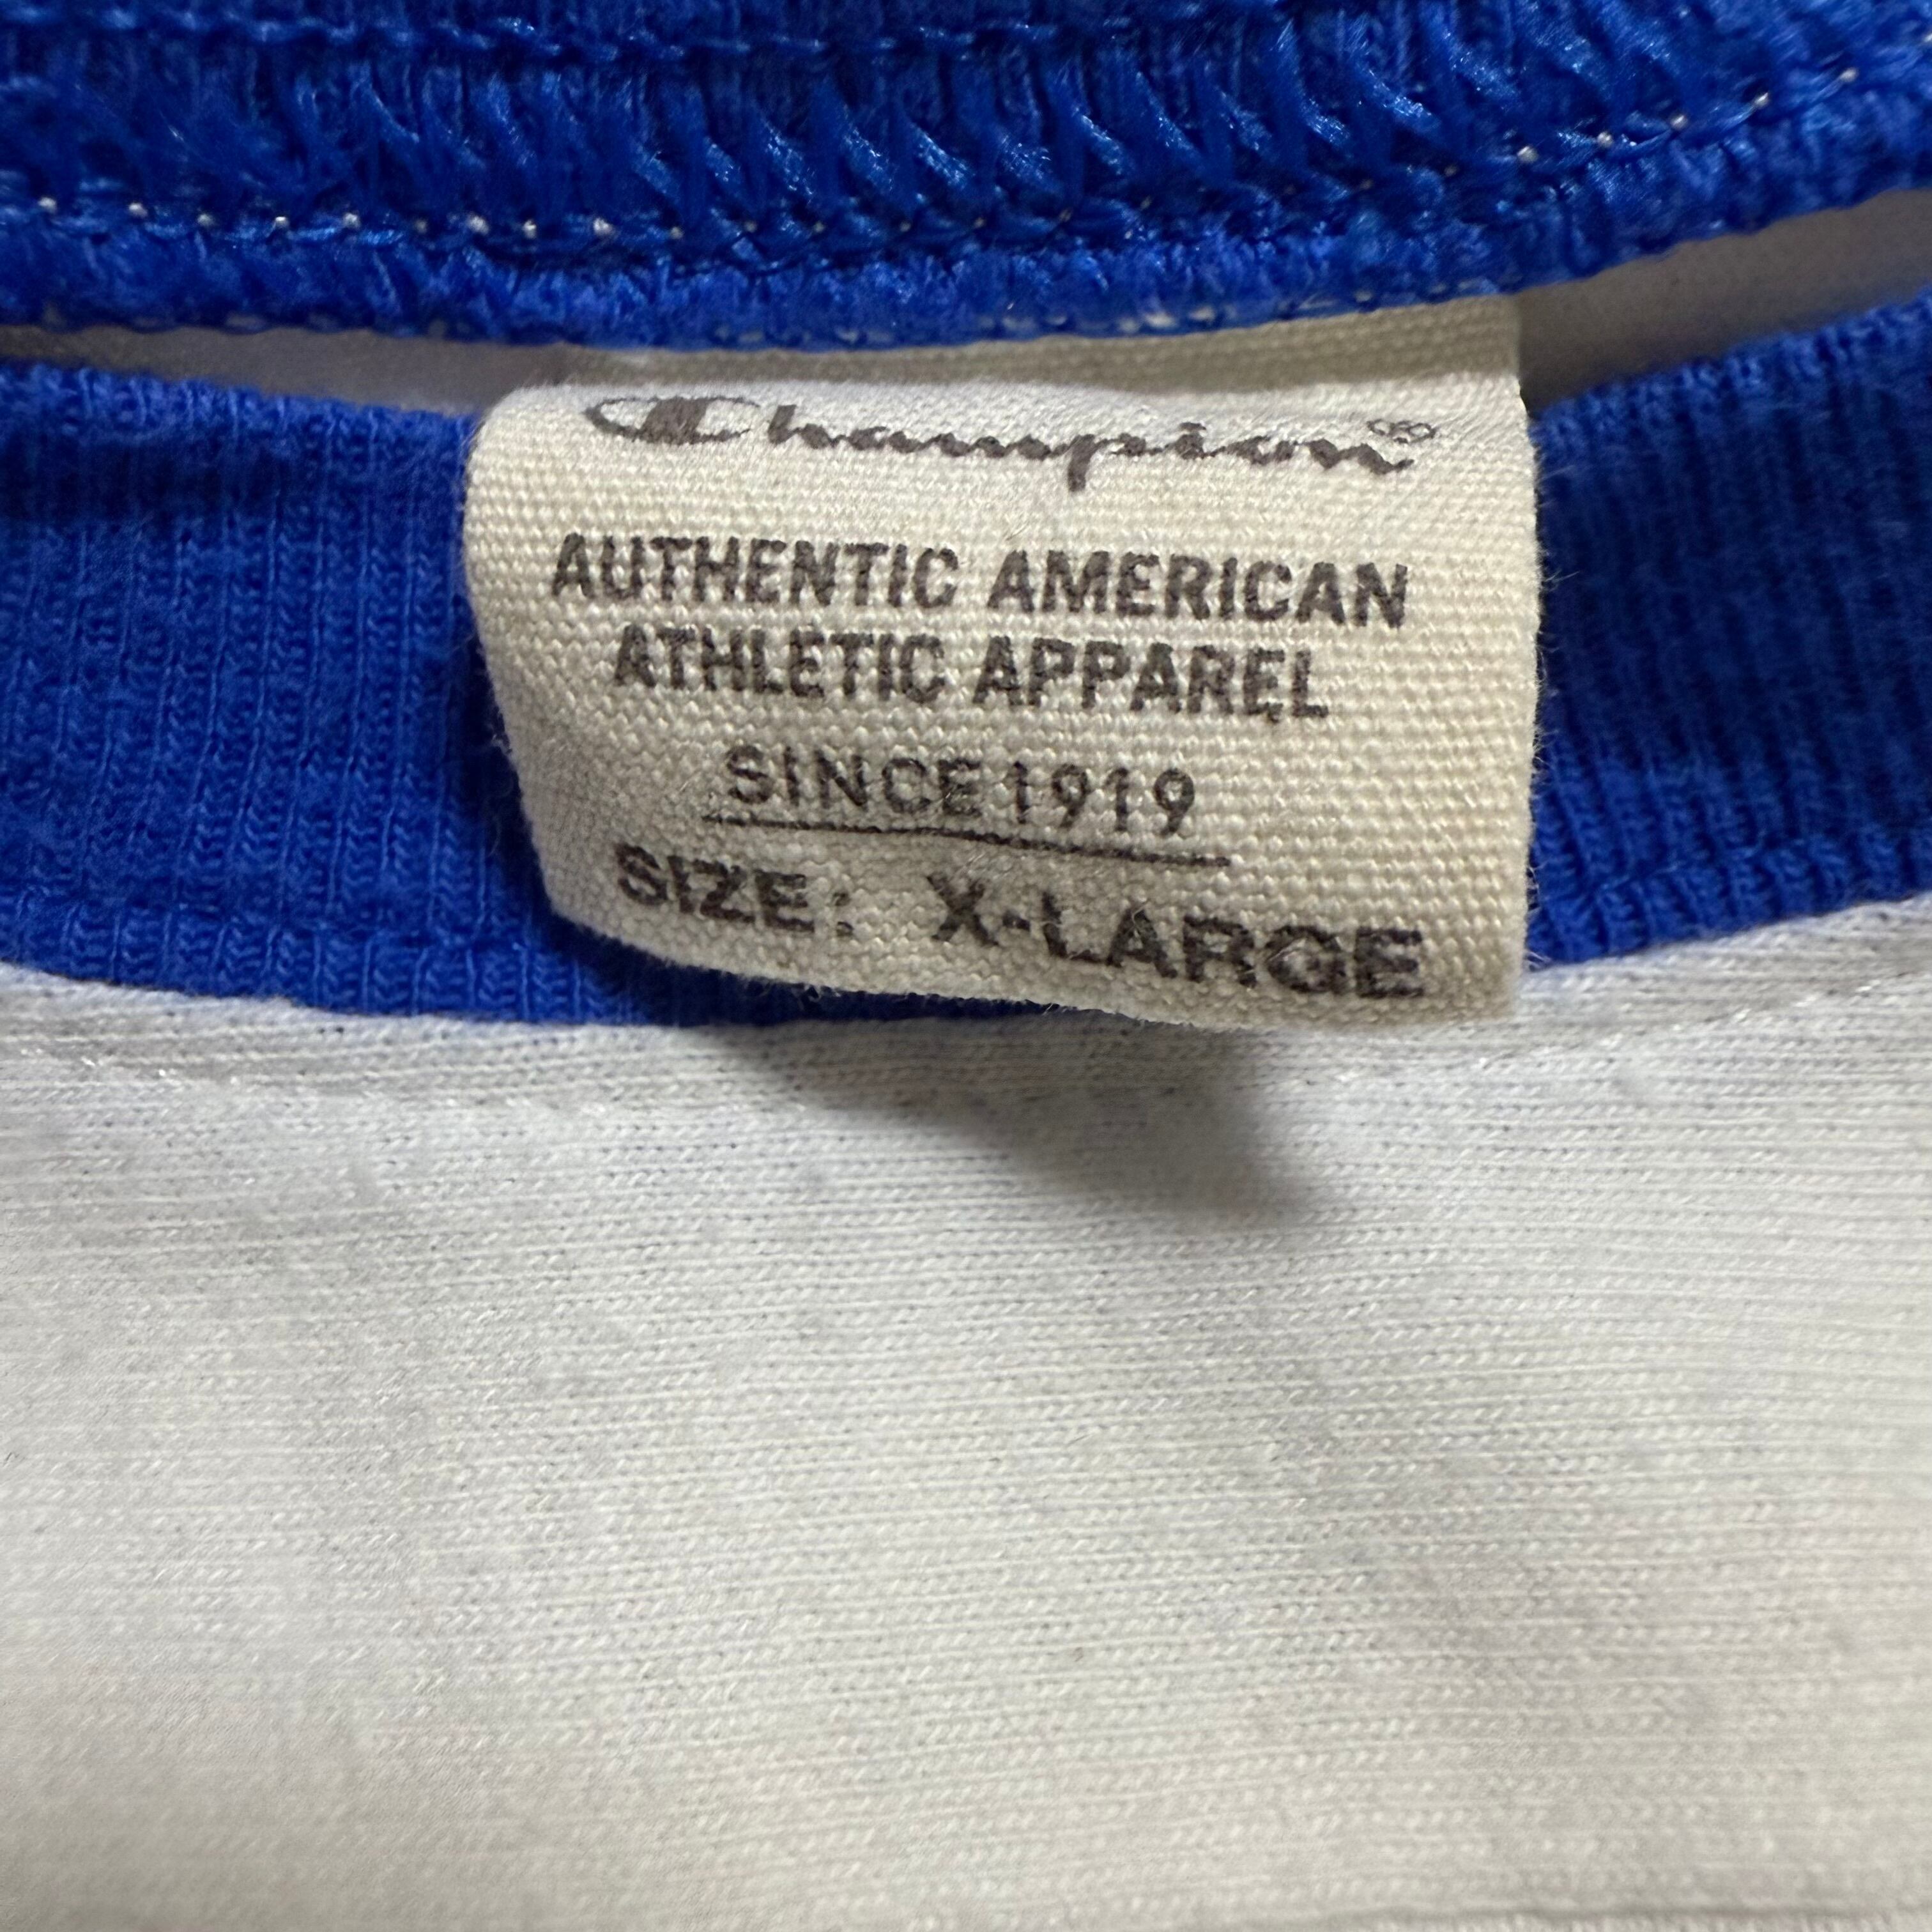 Champion®
AUTHENTIC AMERICAN
ATHLETIC APPAREL
SINCE 1919
SIZE: X-LARGE